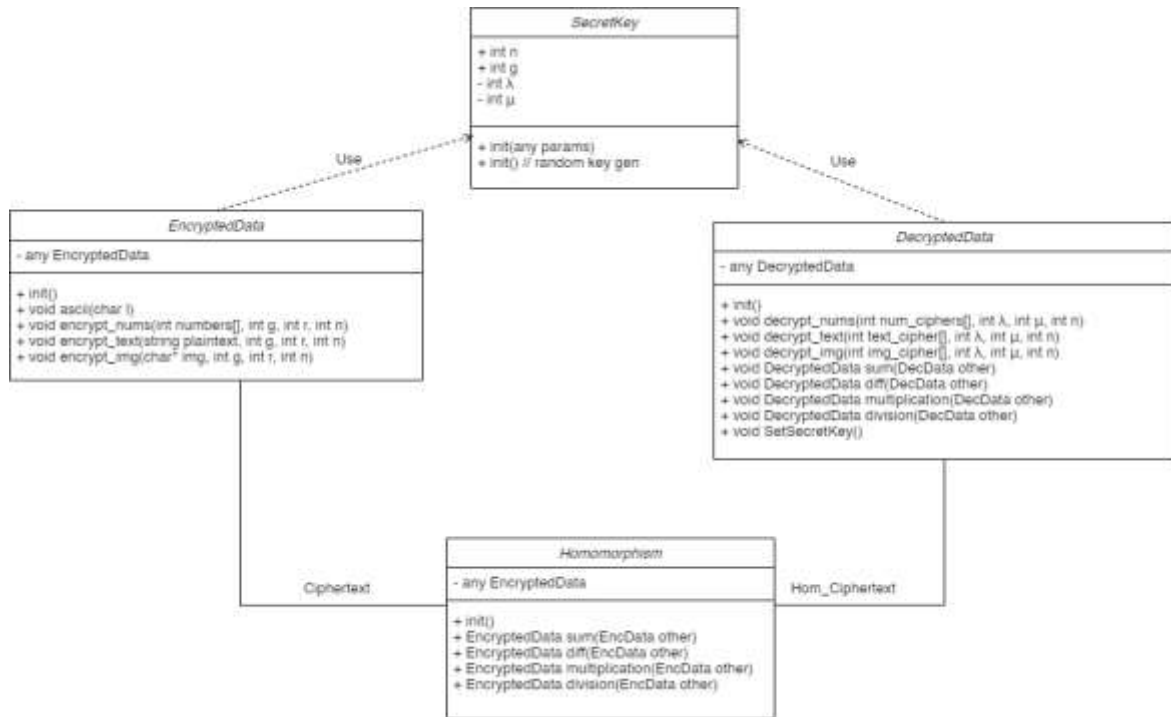 SecretKey
+ int n
+ int g
- int λ
- int μ
+ init(any params)
+ init() // random key gen
Use
Use
EncryptedData
- any EncryptedData
+ init()
+ void ascii(char l)
+ void encrypt_nums(int numbers[], int g, int r, int n)
+ void encrypt_text(string plaintext, int g, int r, int n)
+ void encrypt_img(char* img, int g, int r, int n)
DecryptedData
- any DecryptedData
+ init()
+ void decrypt_nums(int num_ciphers[], int λ, int μ, int n)
+ void decrypt_text(int text_cipher[], int λ, int μ, int n)
+ void decrypt_img(int img_cipher[], int λ, int μ, int n)
+ void DecryptedData sum(DecData other)
+ void DecryptedData diff(DecData other)
+ void DecryptedData multiplication(DecData other)
+ void DecryptedData division(DecData other)
+ void SetSecretKey()
Ciphertext
Homomorphism
- any EncryptedData
+ init()
+ EncryptedData sum(EncData other)
+ EncryptedData diff(EncData other)
+ EncryptedData multiplication(EncData other)
+ EncryptedData division(EncData other)
Hom_Ciphertext